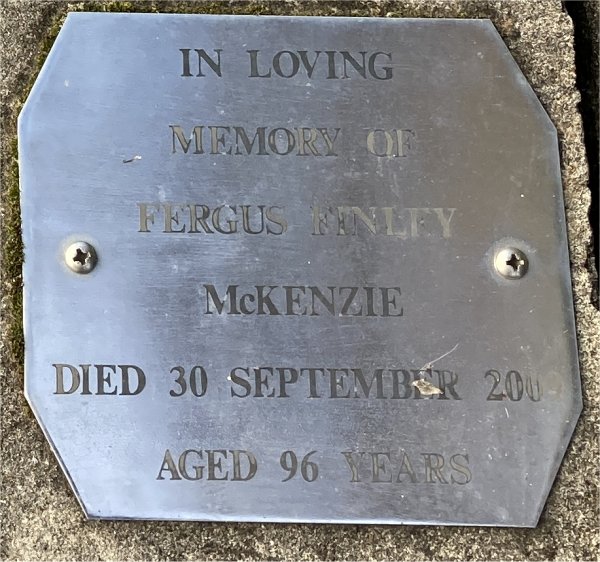 IN LOVING
MEMORY OF
FERGUS FINLEY
McKENZIE
DIED 30 SEPTEMBER
AGED 96 YEARS